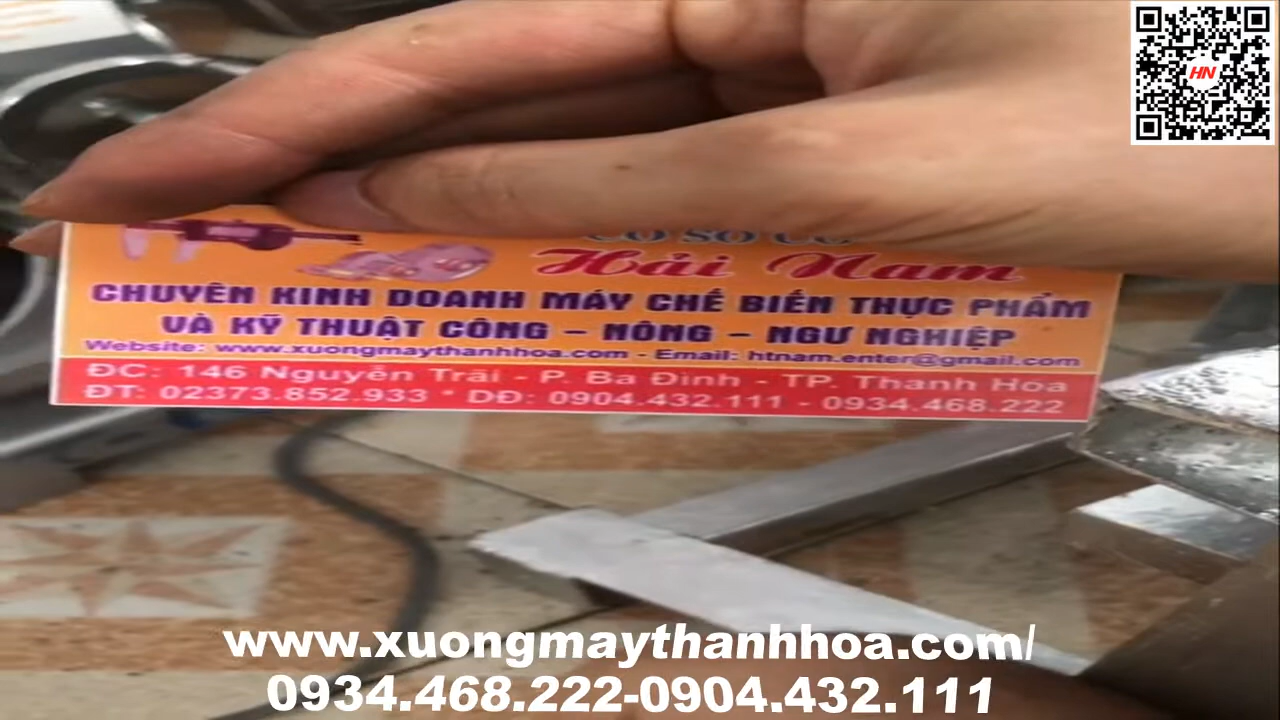 HN
Hải Nam
CHUYÊN KINH DOANH MÁY CHẾ BIẾN THỰC PHẨM
VÀ KỸ THUẬT CÔNG – NÔNG – NGƯ NGHIỆP
Website: www.xuongmaythanhhoa.com - Email: htnam.enter@gmail.com
ĐC: 146 Nguyễn Trãi - P. Ba Đình - TP. Thanh Hoa
ĐT: 02373.852.933 * DĐ: 0904.432.111 - 0934.468.222
www.xuongmaythanhhoa.com/
0934.468.222-0904.432.111